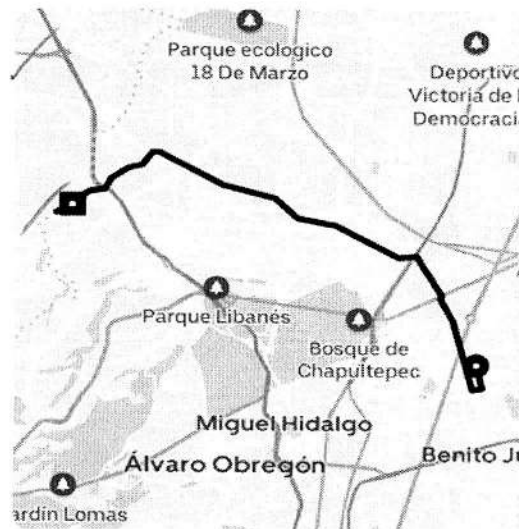 Parque ecologico
18 De Marzo
Deportivo
Victoria de l
Democraci
Parque Libanés
Bosque de
Chapultepec
Miguel Hidalgo
Álvaro Obregón
Benito Ju
ardín Lomas